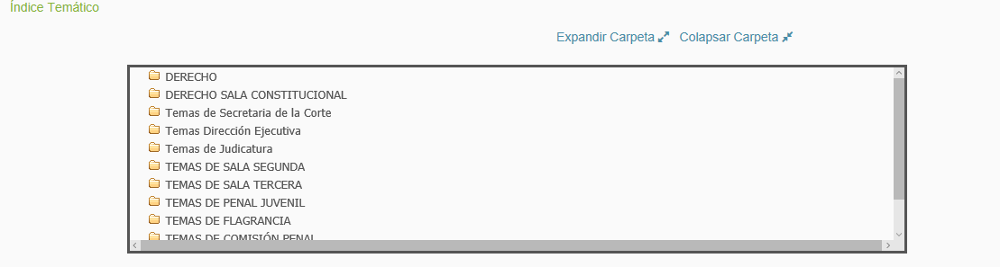 Índice Temático
Expandir Carpeta Colapsar Carpeta
DERECHO
DERECHO SALA CONSTITUCIONAL
Temas de Secretaria de la Corte
Temas Dirección Ejecutiva
Temas de Judicatura
TEMAS DE SALA SEGUNDA
TEMAS DE SALA TERCERA
TEMAS DE PENAL JUVENIL
TEMAS DE FLAGRANCIA
TEMAS DE COMISIÓN PENAL